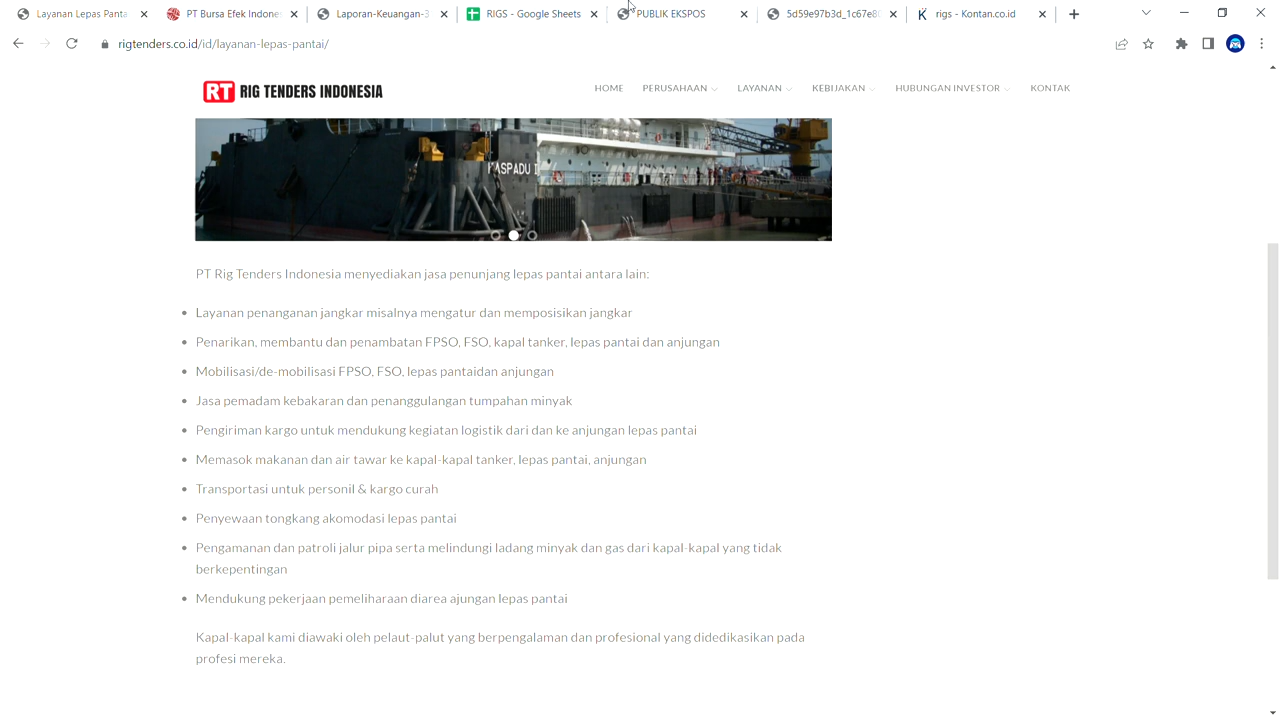 Layanan Lepas Panta
PT Bursa Efek Indones
Laporan-Keuangan-3
RIGS - Google Sheets
PUBLIK EKSPOS
5d59e97b3d_1c67e80
rigs - Kontan.co.id
rigtenders.co.id/id/layanan-lepas-pantai/
RT RIG TENDERS INDONESIA
HOME PERUSAHAAN LAYANAN KEBIJAKAN HUBUNGAN INVESTOR KONTAK
PT Rig Tenders Indonesia menyediakan jasa penunjang lepas pantai antara lain:
Layanan penanganan jangkar misalnya mengatur dan memposisikan jangkar
Penarikan, membantu dan penambatan FPSO, FSO, kapal tanker, lepas pantai dan anjungan
Mobilisasi/de-mobilisasi FPSO, FSO, lepas pantaidan anjungan
Jasa pemadam kebakaran dan penanggulangan tumpahan minyak
Pengiriman kargo untuk mendukung kegiatan logistik dari dan ke anjungan lepas pantai
Memasok makanan dan air tawar ke kapal-kapal tanker, lepas pantai, anjungan
Transportasi untuk personil & kargo curah
Penyewaan tongkang akomodasi lepas pantai
Pengamanan dan patroli jalur pipa serta melindungi ladang minyak dan gas dari kapal-kapal yang tidak
berkepentingan
Mendukung pekerjaan pemeliharaan diarea ajungan lepas pantai
Kapal-kapal kami diawaki oleh pelaut-palut yang berpengalaman dan profesional yang didedikasikan pada
profesi mereka.